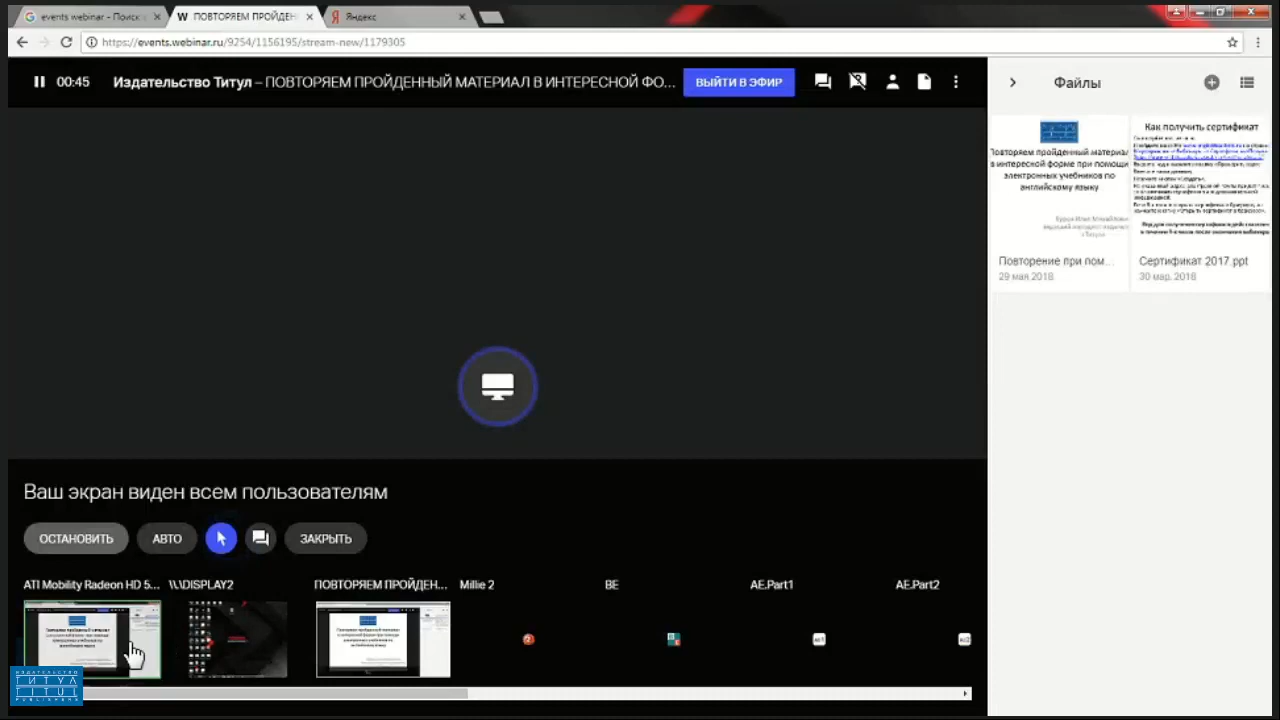 events webinar - Поиск
ПОВТОРЯЕМ ПРОЙДЕН
Яндекс
https://events.webinar.ru/9254/1156195/stream-new/1179305
00:45
Издательство Титул – ПОВТОРЯЕМ ПРОЙДЕННЫЙ МАТЕРИАЛ В ИНТЕРЕСНОЙ ФО...
ВЫЙТИ В ЭФИР
Файлы
Повторяем пройденный материал
в интересной форме при помощи
электронных учебников по
английскому языку
Как получить сертификат
Повторение при пом...
29 мая 2018
Сертификат 2017.ppt
30 мар. 2018
Ваш экран виден всем пользователям
ОСТАНОВИТЬ
АВТО
ЗАКРЫТЬ
ATI Mobility Radeon HD 5...
\\.\DISPLAY2
ПОВТОРЯЕМ ПРОЙДЕН...
Millie 2
BE
AE.Part1
AE.Part2
ИЗДАТЕЛЬСТВО
ТИТУЛ
TITUL
PUBLISHERS